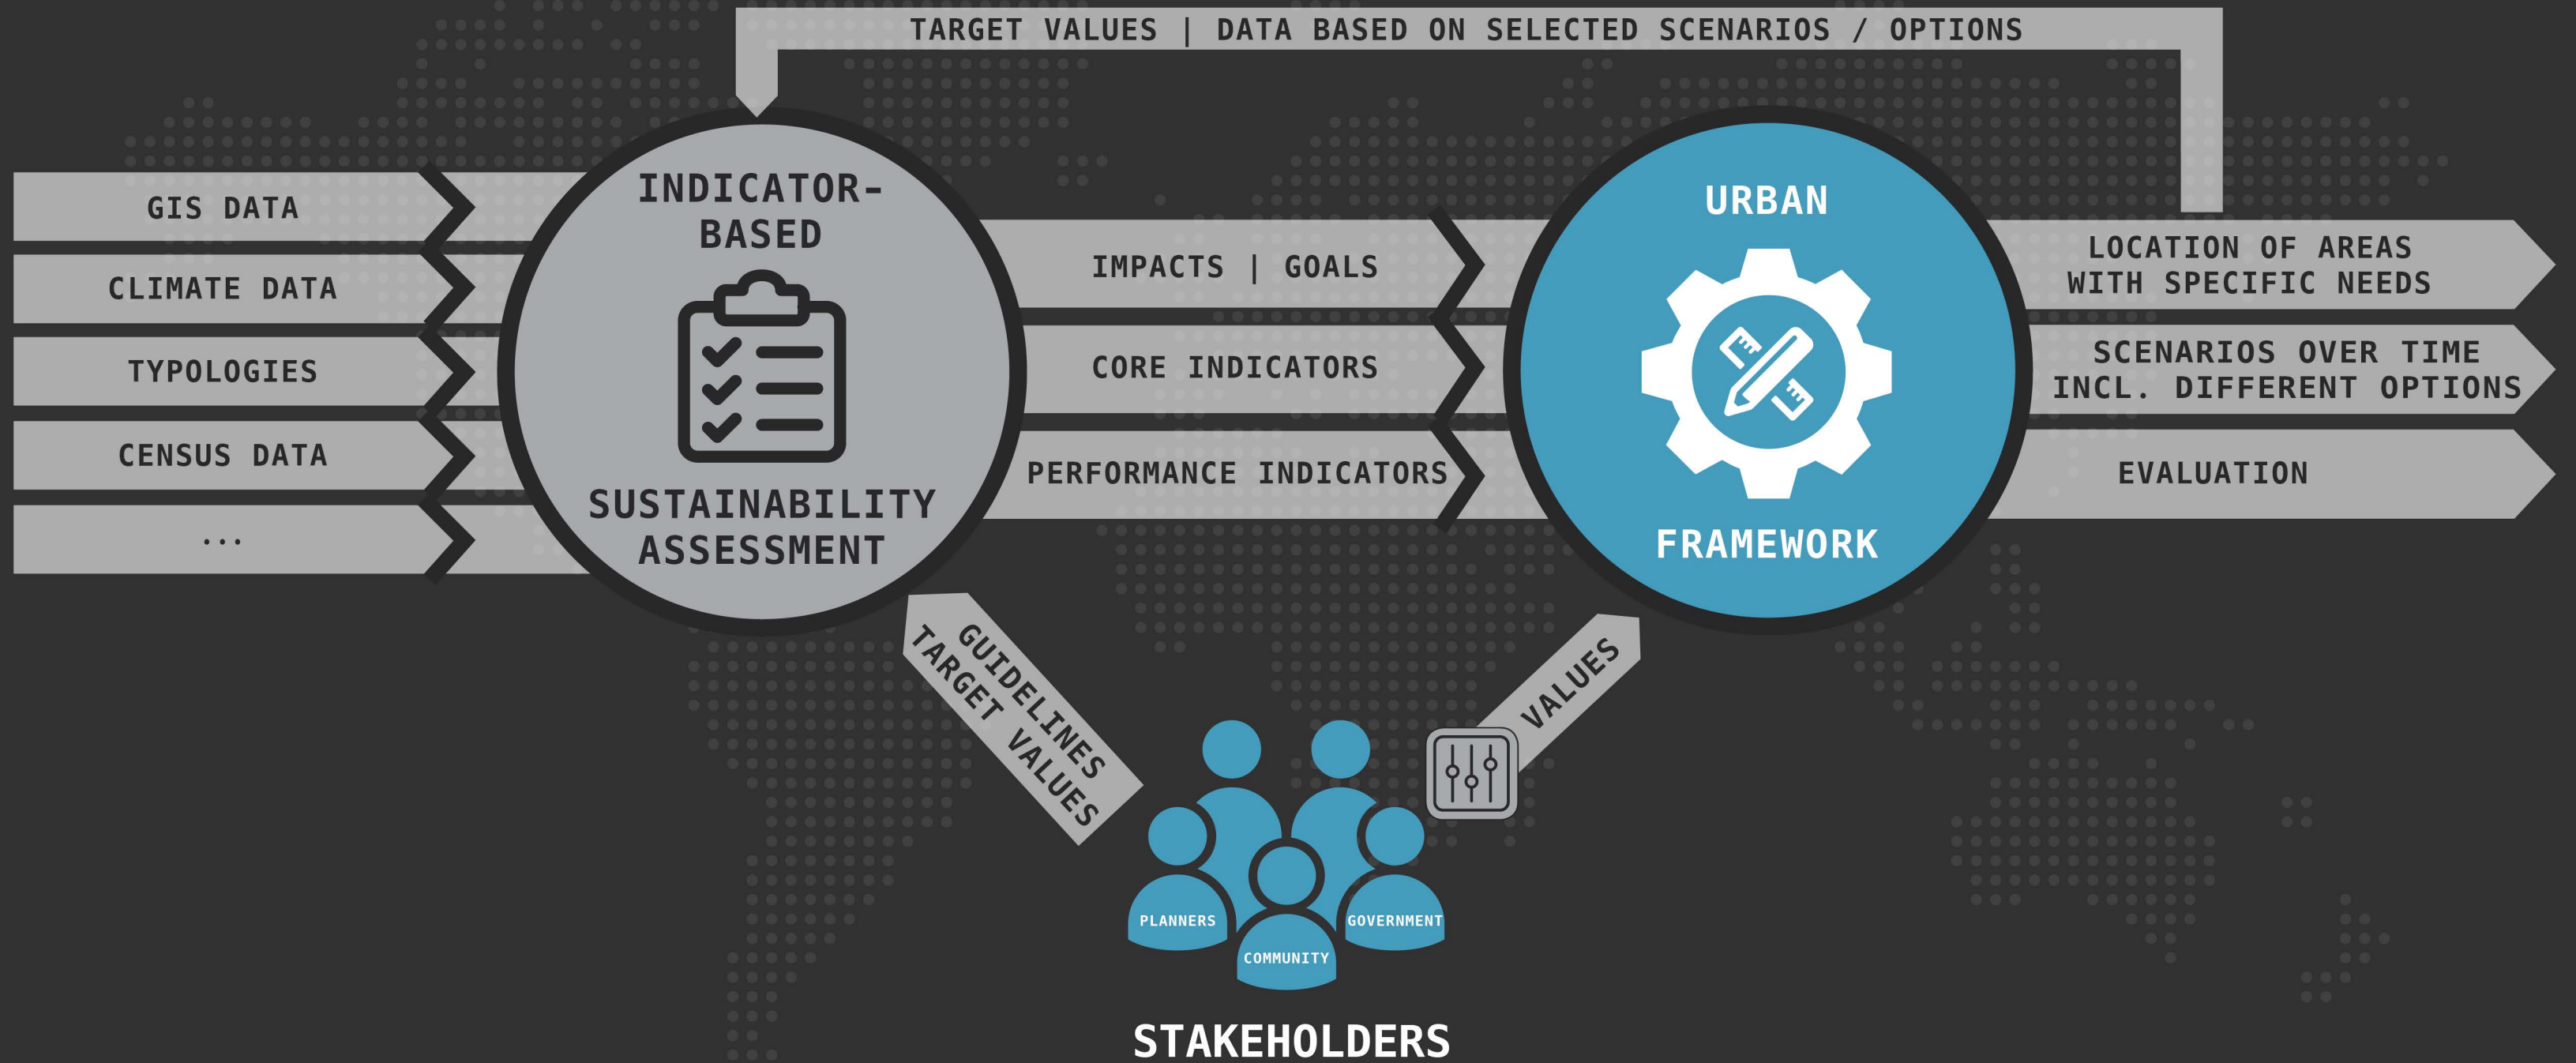 TARGET VALUES | DATA BASED ON SELECTED SCENARIOS / OPTIONS
GIS DATA
CLIMATE DATA
TYPOLOGIES
CENSUS DATA
...
INDICATOR-
BASED
SUSTAINABILITY
ASSESSMENT
IMPACTS | GOALS
CORE INDICATORS
PERFORMANCE INDICATORS
URBAN
FRAMEWORK
LOCATION OF AREAS
WITH SPECIFIC NEEDS
SCENARIOS OVER TIME
INCL. DIFFERENT OPTIONS
EVALUATION
GUIDELINES
TARGET VALUES
VALUES
PLANNERS
COMMUNITY
GOVERNMENT
STAKEHOLDERS